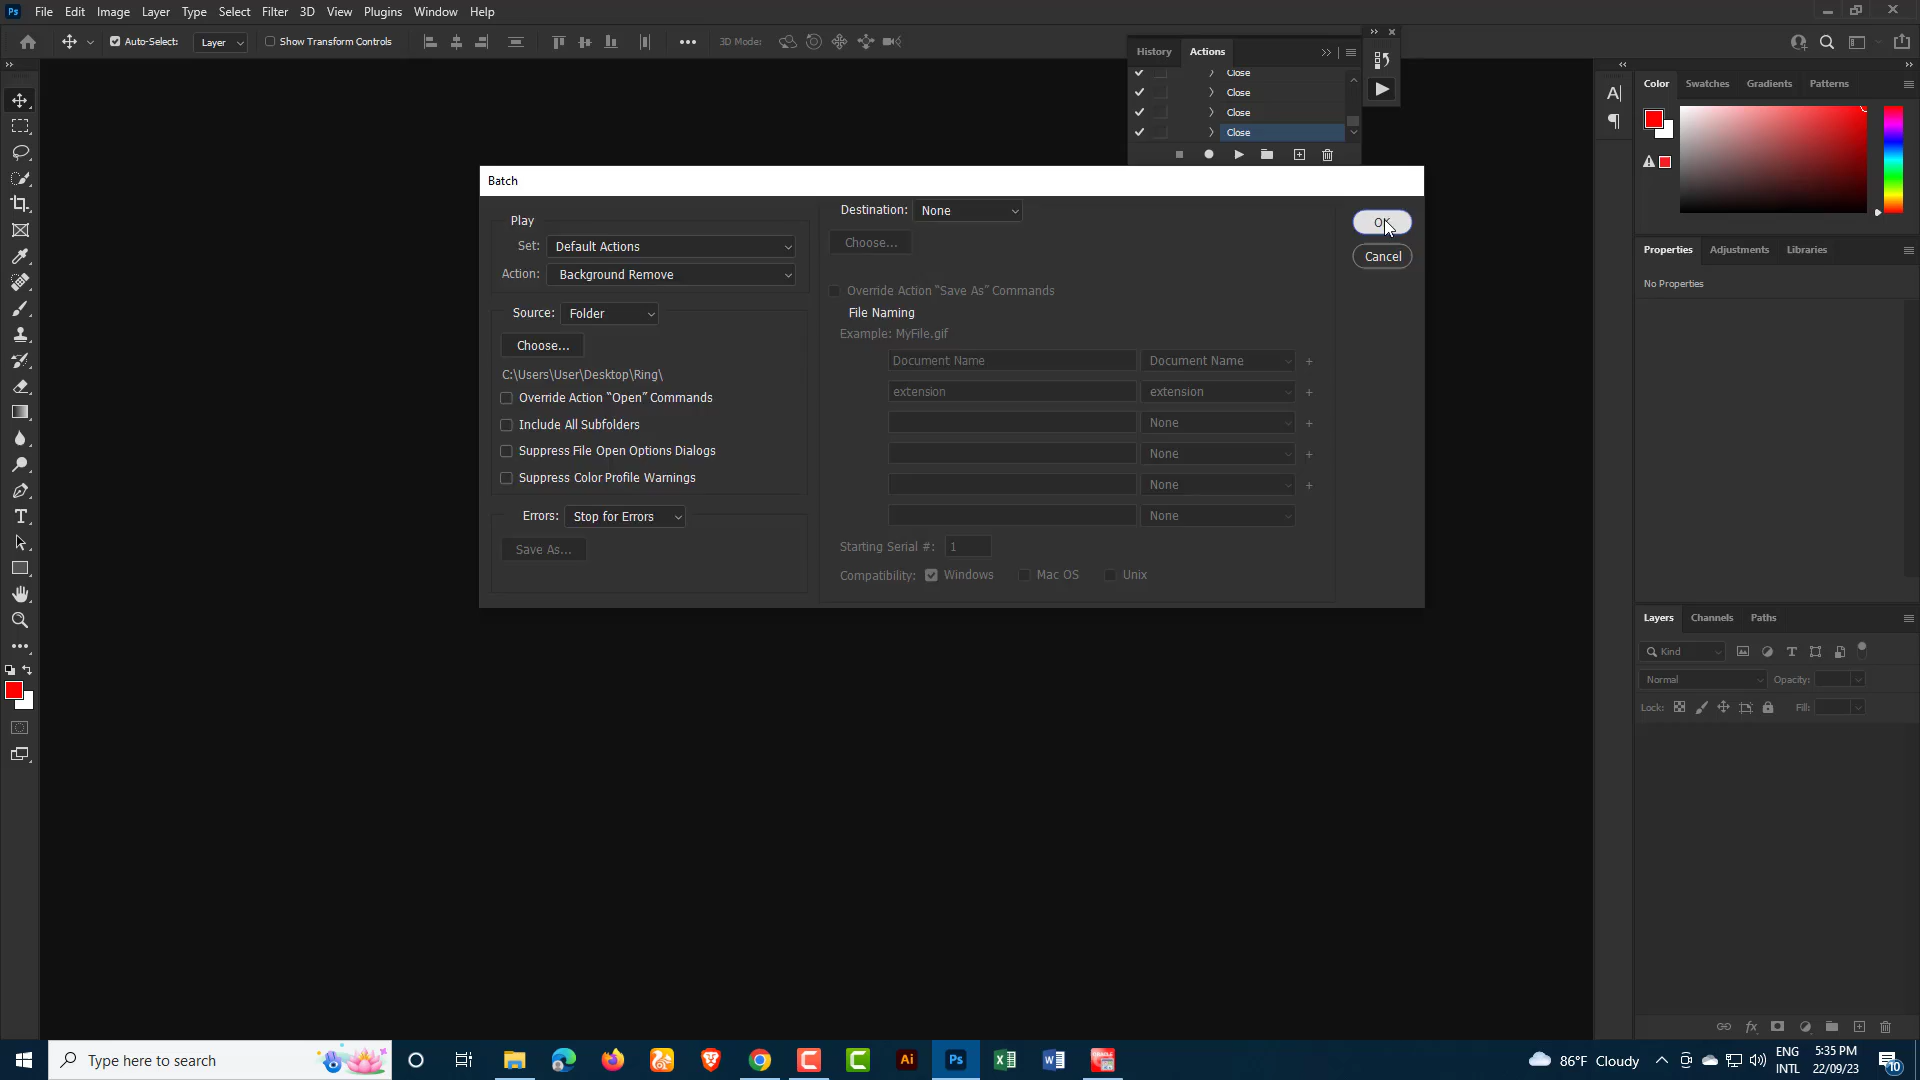 Ps File Edit Image Layer Type Select Filter 3D View Plugins Window Help
Auto-Select: Layer Show Transform Controls 3D Mode:
History Actions
Close
Close
Close
Close
Color Swatches Gradients Patterns
Properties Adjustments Libraries
No Properties
Batch
Play
Set: Default Actions
Action: Background Remove
Source: Folder
Choose...
C:\Users\User\Desktop\Ring\
Override Action “Open” Commands
Include All Subfolders
Suppress File Open Options Dialogs
Suppress Color Profile Warnings
Errors: Stop for Errors
Save As...
Destination: None
Choose...
Override Action “Save As” Commands
File Naming
Example: MyFile.gif
Document Name Document Name +
extension extension +
None +
None +
None +
None
Starting Serial #: 1
Compatibility: Windows Mac OS Unix
OK
Cancel
Layers Channels Paths
Kind
Normal Opacity:
Lock: Fill:
Type here to search
Ai Ps
86°F Cloudy
ENG
INTL
5:35 PM
22/09/23
10